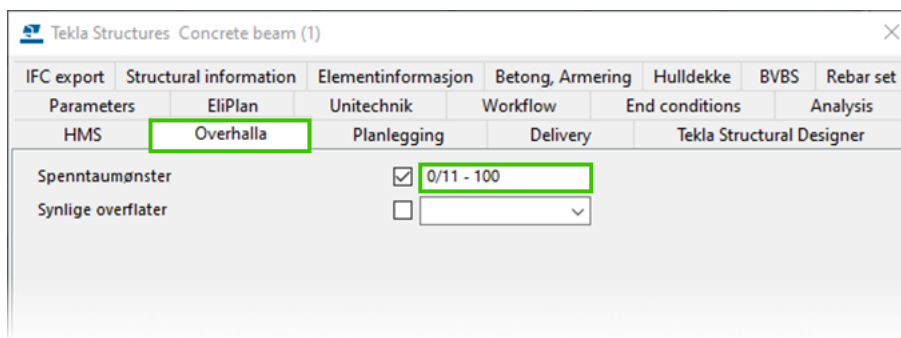 Tekla Structures Concrete beam (1)
IFC export Structural information Elementinformasjon Betong, Armering Hulldekke BVBS Rebar set
Parameters EliPlan Unitechnik Workflow End conditions Analysis
HMS Overhalla Planlegging Delivery Tekla Structural Designer
Spenntaumønster 0/11 - 100
Synlige overflater